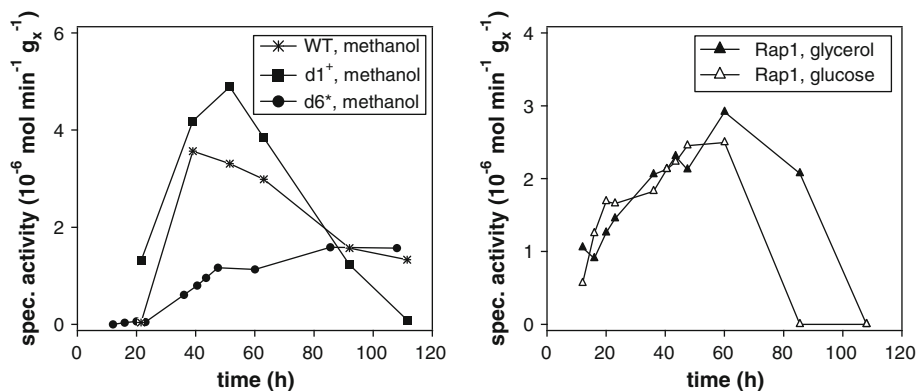 6
4
2
0
0 20 40 60 80 100 120
time (h)
spec. activity (10⁻⁶ mol min⁻¹ gₓ⁻¹)
WT, methanol
d1⁺, methanol
d6*, methanol
4
3
2
1
0
0 20 40 60 80 100 120
time (h)
spec. activity (10⁻⁶ mol min⁻¹ gₓ⁻¹)
Rap1, glycerol
Rap1, glucose